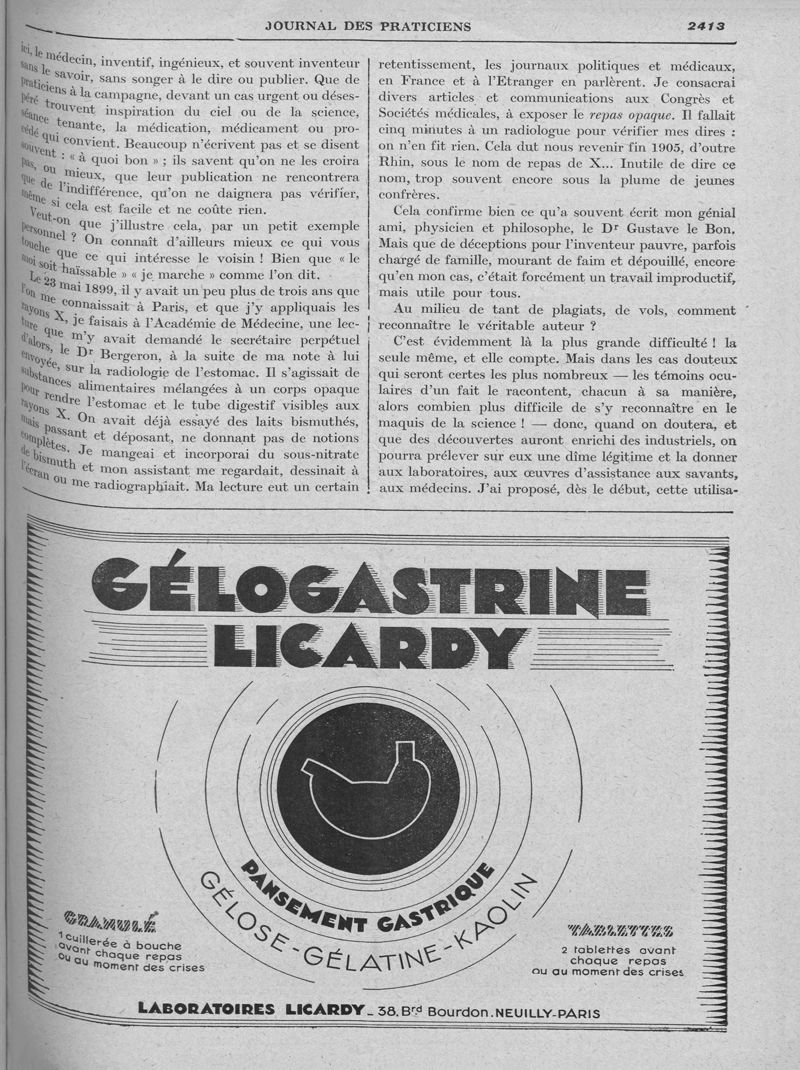 JOURNAL DES PRATICIENS
2413
ici, le médecin, inventif, ingénieux, et souvent inventeur
sans le savoir, sans songer à le dire ou publier. Que de
praticiens à la campagne, devant un cas urgent ou déses-
péré trouvent inspiration du ciel ou de la science,
séance tenante, la médication, médicament ou pro-
cédé qui convient. Beaucoup n'écrivent pas et se disent
souvent : « à quoi bon » ; ils savent qu'on ne les croira
pas, ou mieux, que leur publication ne rencontrera
que de l'indifférence, qu'on ne daignera pas vérifier,
même si cela est facile et ne coûte rien.
Veut-on que j'illustre cela, par un petit exemple
personnel ? On connaît d'ailleurs mieux ce qui vous
touche que ce qui intéresse le voisin ! Bien que « le
moi soit haïssable » « je marche » comme l'on dit.
Le 23 mai 1899, il y avait un peu plus de trois ans que
l'on me connaissait à Paris, et que j'y appliquais les
rayons X, je faisais à l'Académie de Médecine, une lec-
ture que m'y avait demandé le secrétaire perpétuel
d'alors, le Dr Bergeron, à la suite de ma note à lui
envoyée, sur la radiologie de l'estomac. Il s'agissait de
substances alimentaires mélangées à un corps opaque
pour rendre l'estomac et le tube digestif visibles aux
rayons X. On avait déjà essayé des laits bismuthés,
mais passant et déposant, ne donnant pas de notions
complètes. Je mangeai et incorporai du sous-nitrate
de bismuth et mon assistant me regardait, dessinait à
l'écran ou me radiographiait. Ma lecture eut un certain
retentissement, les journaux politiques et médicaux,
en France et à l'Etranger en parlèrent. Je consacrai
divers articles et communications aux Congrès et
Sociétés médicales, à exposer le repas opaque. Il fallait
cinq minutes à un radiologue pour vérifier mes dires :
on n'en fit rien. Cela dut nous revenir fin 1905, d'outre
Rhin, sous le nom de repas de X... Inutile de dire ce
nom, trop souvent encore sous la plume de jeunes
confrères.
Cela confirme bien ce qu'a souvent écrit mon génial
ami, physicien et philosophe, le Dr Gustave le Bon.
Mais que de déceptions pour l'inventeur pauvre, parfois
chargé de famille, mourant de faim et dépouillé, encore
qu'en mon cas, c'était forcément un travail improductif,
mais utile pour tous.
Au milieu de tant de plagiats, de vols, comment
reconnaître le véritable auteur ?
C'est évidemment là la plus grande difficulté ! la
seule même, et elle compte. Mais dans les cas douteux
qui seront certes les plus nombreux — les témoins ocu-
laires d'un fait le racontent, chacun à sa manière,
alors combien plus difficile de s'y reconnaître en le
maquis de la science ! — donc, quand on doutera, et
que des découvertes auront enrichi des industriels, on
pourra prélever sur eux une dîme légitime et la donner
aux laboratoires, aux œuvres d'assistance aux savants,
aux médecins. J'ai proposé, dès le début, cette utilisa-
GÉLOGASTRINE
LICARDY
PANSEMENT GASTRIQUE
GÉLOSE-GÉLATINE-KAOLIN
GRANULÉ
1 cuillerée à bouche
avant chaque repas
ou au moment des crises
TABLETTES
2 tablettes avant
chaque repas
ou au moment des crises
LABORATOIRES LICARDY_38.Brd Bourdon.NEUILLY-PARIS